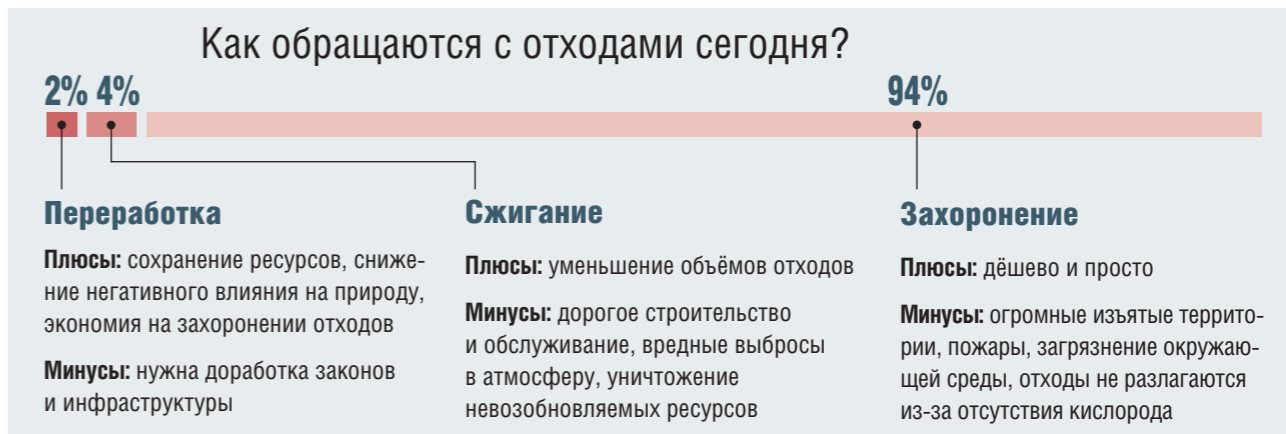 Как обращаются с отходами сегодня?
2% 4% 94%
Переработка
Плюсы: сохранение ресурсов, сниже-
ние негативного влияния на природу,
экономия на захоронении отходов
Минусы: нужна доработка законов
и инфраструктуры
Сжигание
Плюсы: уменьшение объёмов отходов
Минусы: дорогое строительство
и обслуживание, вредные выбросы
в атмосферу, уничтожение
невозобновляемых ресурсов
Захоронение
Плюсы: дёшево и просто
Минусы: огромные изъятые террито-
рии, пожары, загрязнение окружаю-
щей среды, отходы не разлагаются
из-за отсутствия кислорода